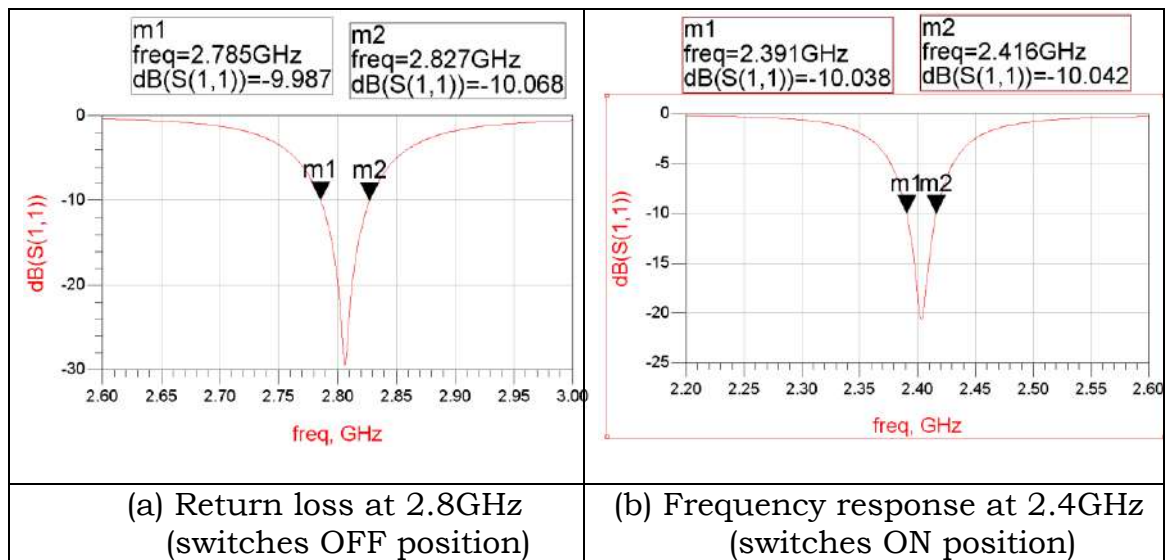 m1
freq=2.785GHz
dB(S(1,1))=-9.987
m2
freq=2.827GHz
dB(S(1,1))=-10.068
0
-10
-20
-30
dB(S(1,1))
m1 m2
2.60 2.65 2.70 2.75 2.80 2.85 2.90 2.95 3.00
freq, GHz
m1
freq=2.391GHz
dB(S(1,1))=-10.038
m2
freq=2.416GHz
dB(S(1,1))=-10.042
0
-5
-10
-15
-20
-25
dB(S(1,1))
m1 m2
2.20 2.25 2.30 2.35 2.40 2.45 2.50 2.55 2.60
freq, GHz
(a) Return loss at 2.8GHz
(switches OFF position)
(b) Frequency response at 2.4GHz
(switches ON position)